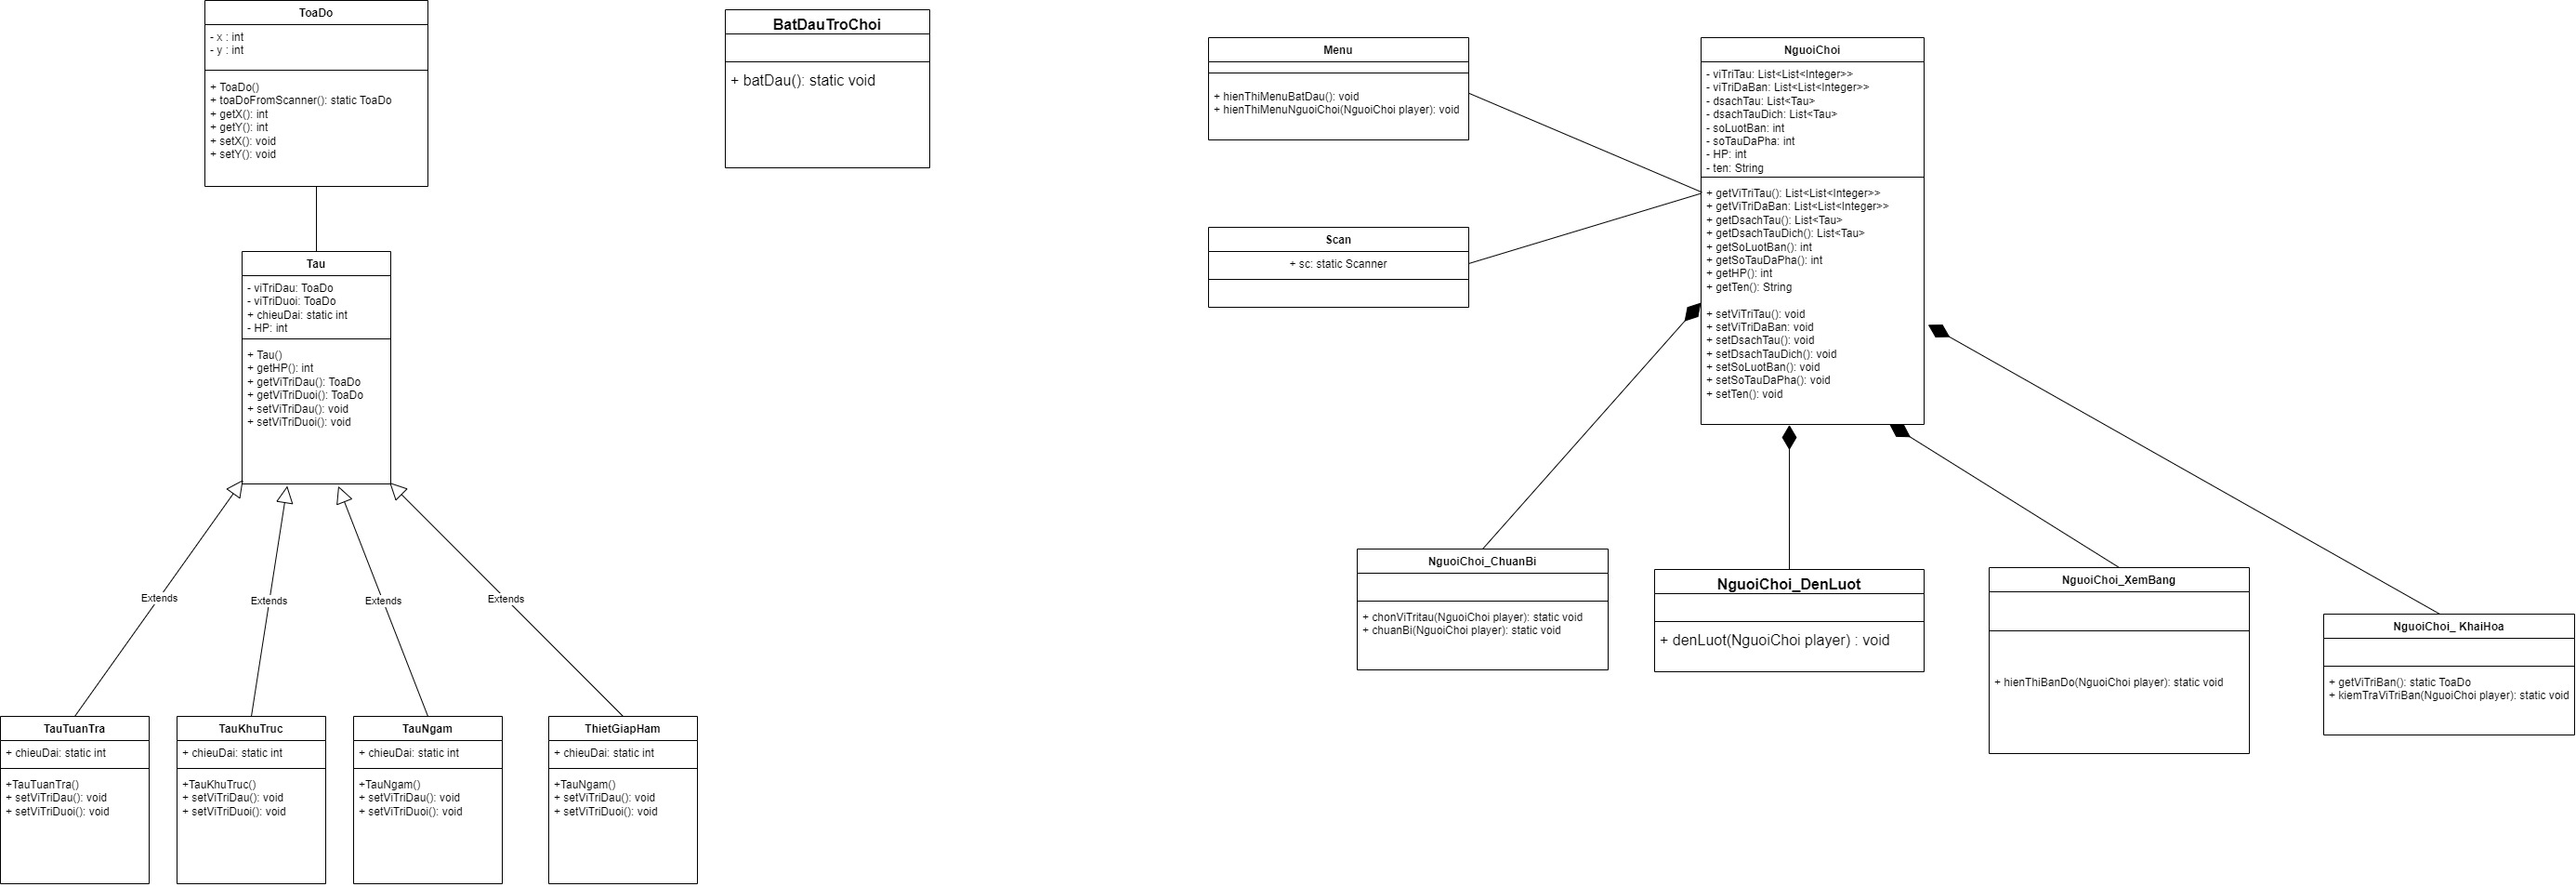 ToaDo
- x : int
- y : int
+ ToaDo()
+ toaDoFromScanner(): static ToaDo
+ getX(): int
+ getY(): int
+ setX(): void
+ setY(): void
BatDauTroChoi
+ batDau(): static void
Menu
+ hienThiMenuBatDau(): void
+ hienThiMenuNguoiChoi(NguoiChoi player): void
NguoiChoi
- viTriTau: List<List<Integer>>
- viTriDaBan: List<List<Integer>>
- dsachTau: List<Tau>
- dsachTauDich: List<Tau>
- soLuotBan: int
- soTauDaPha: int
- HP: int
- ten: String
+ getViTriTau(): List<List<Integer>>
+ getViTriDaBan: List<List<Integer>>
+ getDsachTau(): List<Tau>
+ getDsachTauDich(): List<Tau>
+ getSoLuotBan(): int
+ getSoTauDaPha(): int
+ getHP(): int
+ getTen(): String
+ setViTriTau(): void
+ setViTriDaBan: void
+ setDsachTau(): void
+ setDsachTauDich(): void
+ setSoLuotBan(): void
+ setSoTauDaPha(): void
+ setTen(): void
Scan
+ sc: static Scanner
Tau
- viTriDau: ToaDo
- viTriDuoi: ToaDo
+ chieuDai: static int
- HP: int
+ Tau()
+ getHP(): int
+ getViTriDau(): ToaDo
+ getViTriDuoi(): ToaDo
+ setViTriDau(): void
+ setViTriDuoi(): void
Extends
Extends
Extends
Extends
TauTuanTra
+ chieuDai: static int
+TauTuanTra()
+ setViTriDau(): void
+ setViTriDuoi(): void
TauKhuTruc
+ chieuDai: static int
+TauKhuTruc()
+ setViTriDau(): void
+ setViTriDuoi(): void
TauNgam
+ chieuDai: static int
+TauNgam()
+ setViTriDau(): void
+ setViTriDuoi(): void
ThietGiapHam
+ chieuDai: static int
+TauNgam()
+ setViTriDau(): void
+ setViTriDuoi(): void
NguoiChoi_ChuanBi
+ chonViTritau(NguoiChoi player): static void
+ chuanBi(NguoiChoi player): static void
NguoiChoi_DenLuot
+ denLuot(NguoiChoi player) : void
NguoiChoi_XemBang
+ hienThiBanDo(NguoiChoi player): static void
NguoiChoi_ KhaiHoa
+ getViTriBan(): static ToaDo
+ kiemTraViTriBan(NguoiChoi player): static void